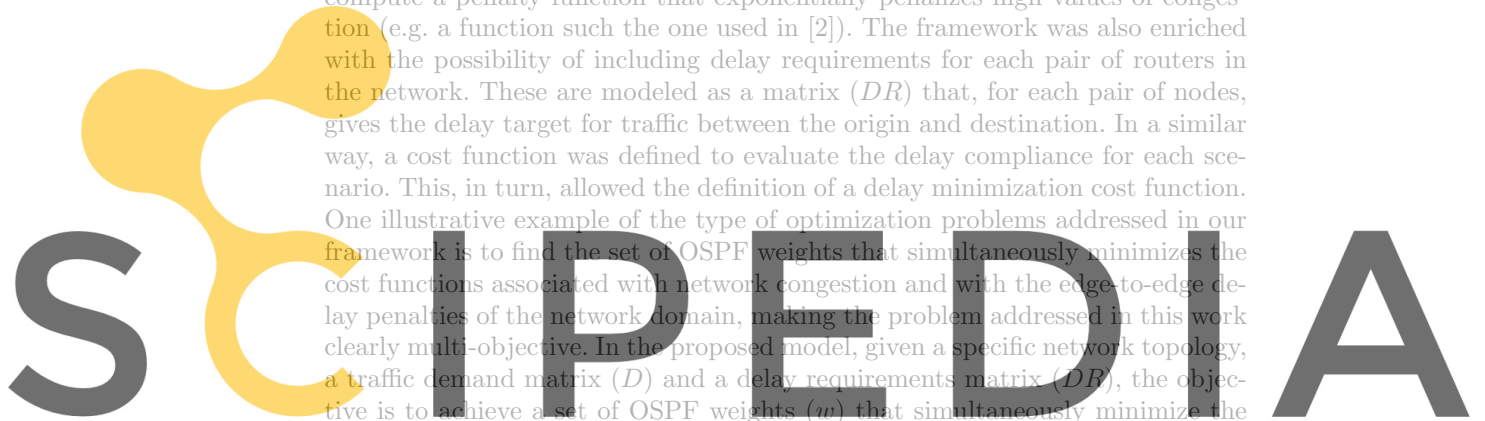 compute a penalty function that exponentially penalizes high values of conges-
tion (e.g. a function such the one used in [2]). The framework was also enriched
with the possibility of including delay requirements for each pair of routers in
the network. These are modeled as a matrix (DR) that, for each pair of nodes,
gives the delay target for traffic between the origin and destination. In a similar
way, a cost function was defined to evaluate the delay compliance for each sce-
nario. This, in turn, allowed the definition of a delay minimization cost function.
One illustrative example of the type of optimization problems addressed in our
framework is to find the set of OSPF weights that simultaneously minimizes the
cost functions associated with network congestion and with the edge-to-edge de-
lay penalties of the network domain, making the problem addressed in this work
clearly multi-objective. In the proposed model, given a specific network topology,
a traffic demand matrix (D) and a delay requirements matrix (DR), the objec-
tive is to achieve a set of OSPF weights (w) that simultaneously minimize the
SCIPEDIA